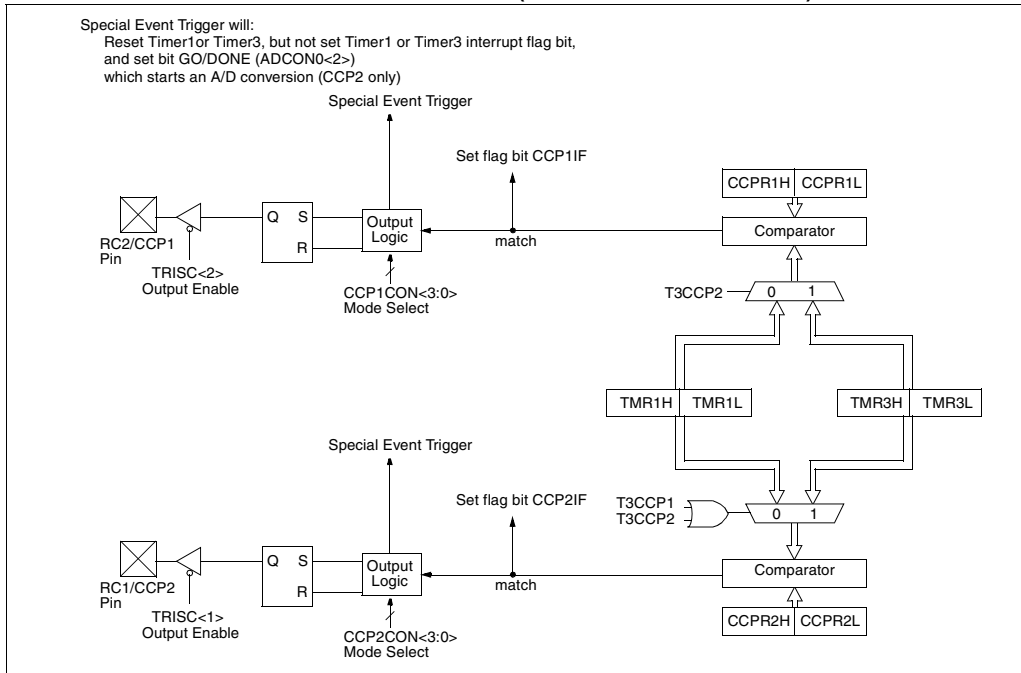 Special Event Trigger will:
Reset Timer1or Timer3, but not set Timer1 or Timer3 interrupt flag bit,
and set bit GO/DONE (ADCON0<2>)
which starts an A/D conversion (CCP2 only)
Special Event Trigger
Set flag bit CCP1IF
CCPR1H CCPR1L
Q S
R
Output
Logic
match
Comparator
RC2/CCP1
Pin
TRISC<2>
Output Enable
CCP1CON<3:0>
Mode Select
T3CCP2
0 1
TMR1H TMR1L
TMR3H TMR3L
Special Event Trigger
Set flag bit CCP2IF
T3CCP1
T3CCP2
0 1
Q S
R
Output
Logic
match
Comparator
RC1/CCP2
Pin
TRISC<1>
Output Enable
CCP2CON<3:0>
Mode Select
CCPR2H CCPR2L